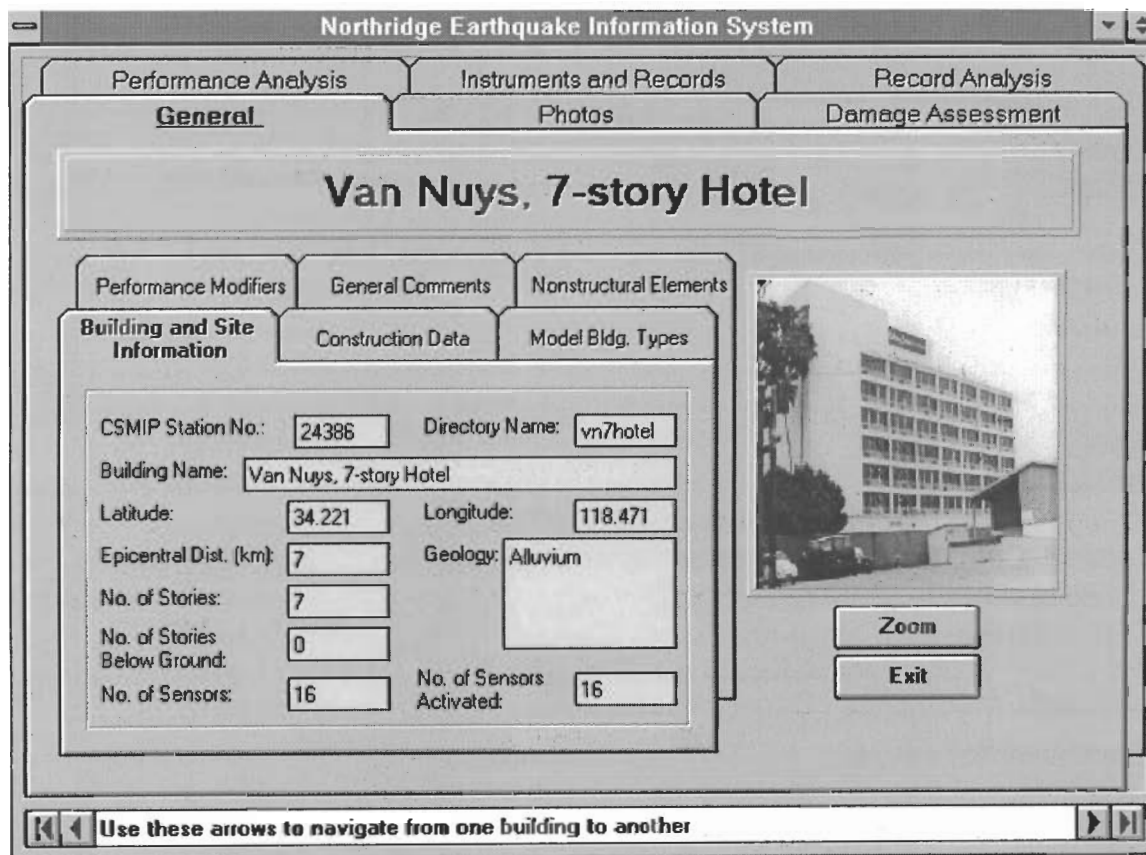 Northridge Earthquake Information System
Performance Analysis
Instruments and Records
Record Analysis
General
Photos
Damage Assessment
Van Nuys, 7-story Hotel
Performance Modifiers
General Comments
Nonstructural Elements
Building and Site
Information
Construction Data
Model Bldg. Types
CSMIP Station No.: 24386
Directory Name: vn7hotel
Building Name: Van Nuys, 7-story Hotel
Latitude: 34.221
Longitude: 118.471
Epicentral Dist. (km): 7
Geology: Alluvium
No. of Stories: 7
No. of Stories
Below Ground: 0
No. of Sensors: 16
No. of Sensors
Activated: 16
Zoom
Exit
Use these arrows to navigate from one building to another